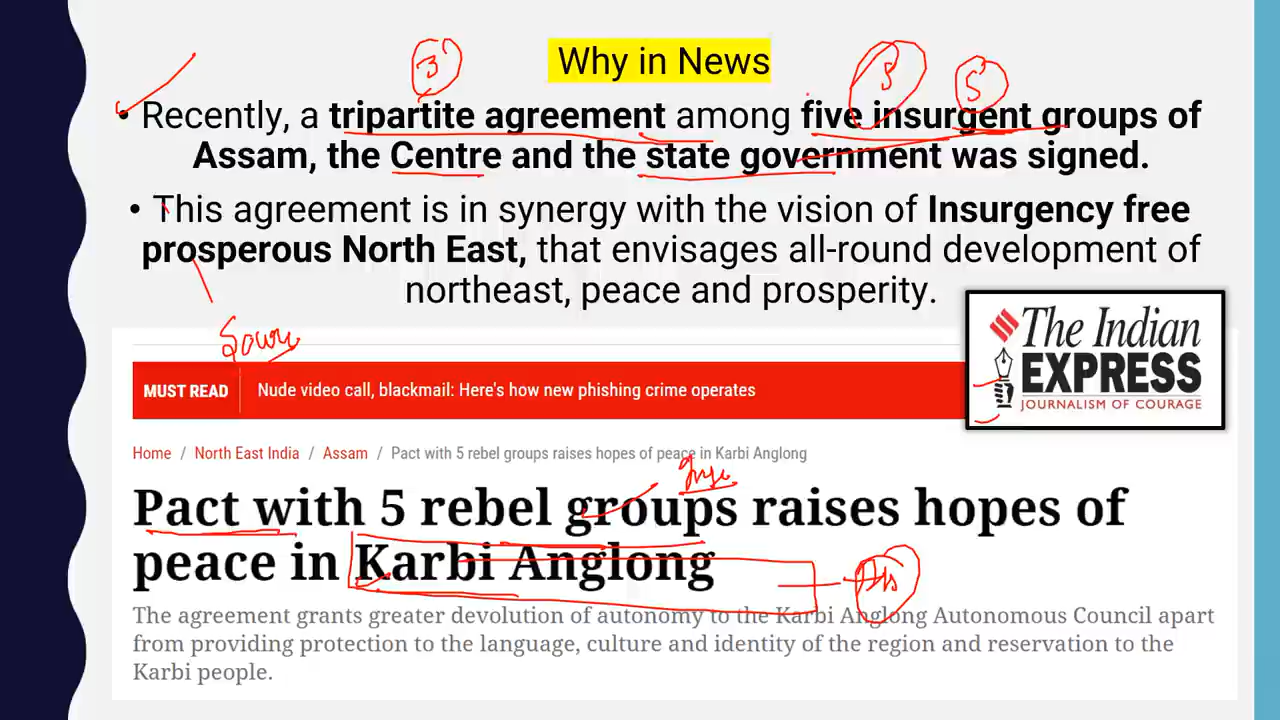 Why in News
3
5
• Recently, a tripartite agreement among five insurgent groups of
Assam, the Centre and the state government was signed.
• This agreement is in synergy with the vision of Insurgency free
prosperous North East, that envisages all-round development of
northeast, peace and prosperity.
The Indian
EXPRESS
JOURNALISM OF COURAGE
MUST READ Nude video call, blackmail: Here's how new phishing crime operates
Home / North East India / Assam / Pact with 5 rebel groups raises hopes of peace in Karbi Anglong
Pact with 5 rebel groups raises hopes of
peace in Karbi Anglong
The agreement grants greater devolution of autonomy to the Karbi Anglong Autonomous Council apart
from providing protection to the language, culture and identity of the region and reservation to the
Karbi people.